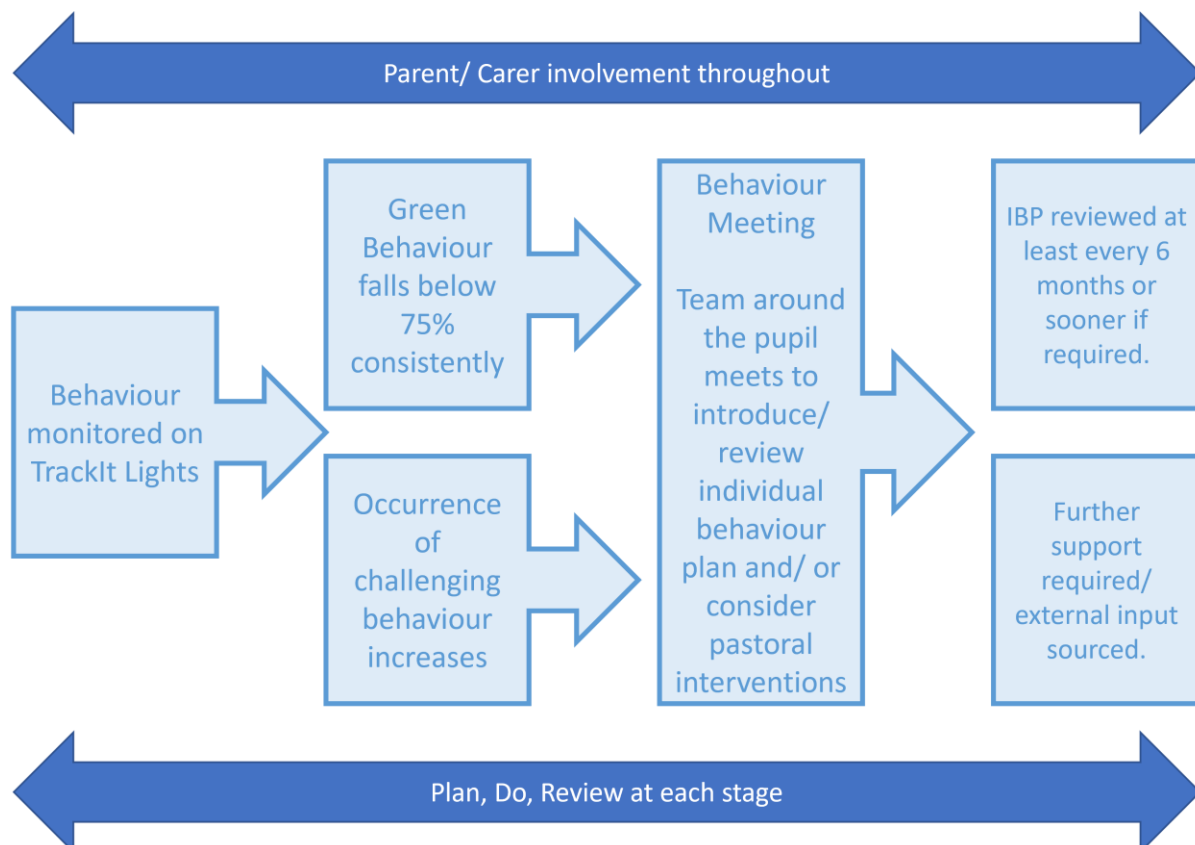 Parent/ Carer involvement throughout
Behaviour
monitored on
TrackIt Lights
Green
Behaviour
falls below
75%
consistently
Occurrence
of
challenging
behaviour
increases
Behaviour
Meeting
Team around
the pupil
meets to
introduce/
review
individual
behaviour
plan and/ or
consider
pastoral
interventions
IBP reviewed at
least every 6
months or
sooner if
required.
Further
support
required/
external input
sourced.
Plan, Do, Review at each stage